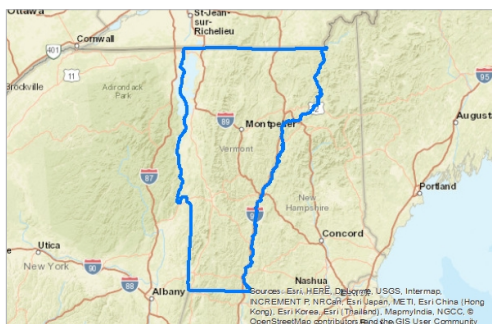 Ottawa
St-Jean-
sur-
Richelieu
Cornwall
401
11
Brockville
Adirondack
Park
95
89
Montpelier
Vermont
August
87
Portland
New
Hampshire
Concord
Utica
New York
90
88
Albany
Nashua
Sources: Esri, HERE, DeLorme, USGS, Intermap,
INCREMENT P, NRCan, Esri Japan, METI, Esri China (Hong
Kong), Esri Korea, Esri (Thailand), MapmyIndia, NGCC, ©
OpenStreetMap contributors, and the GIS User Community